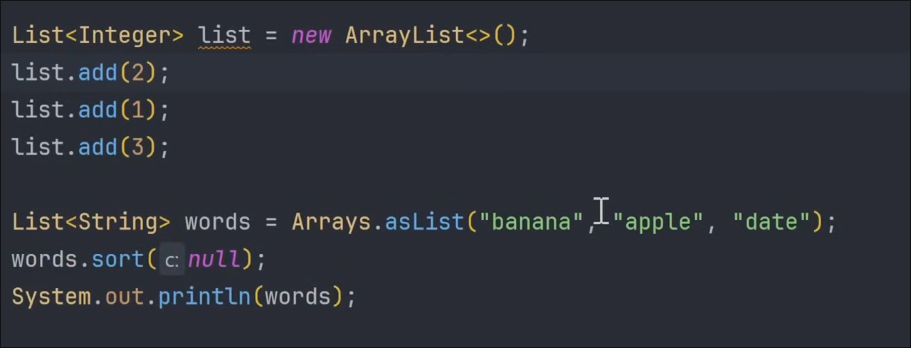 List<Integer> list = new ArrayList<>();
list.add(2);
list.add(1);
list.add(3);
List<String> words = Arrays.asList("banana", "apple", "date");
words.sort( c: null);
System.out.println(words);